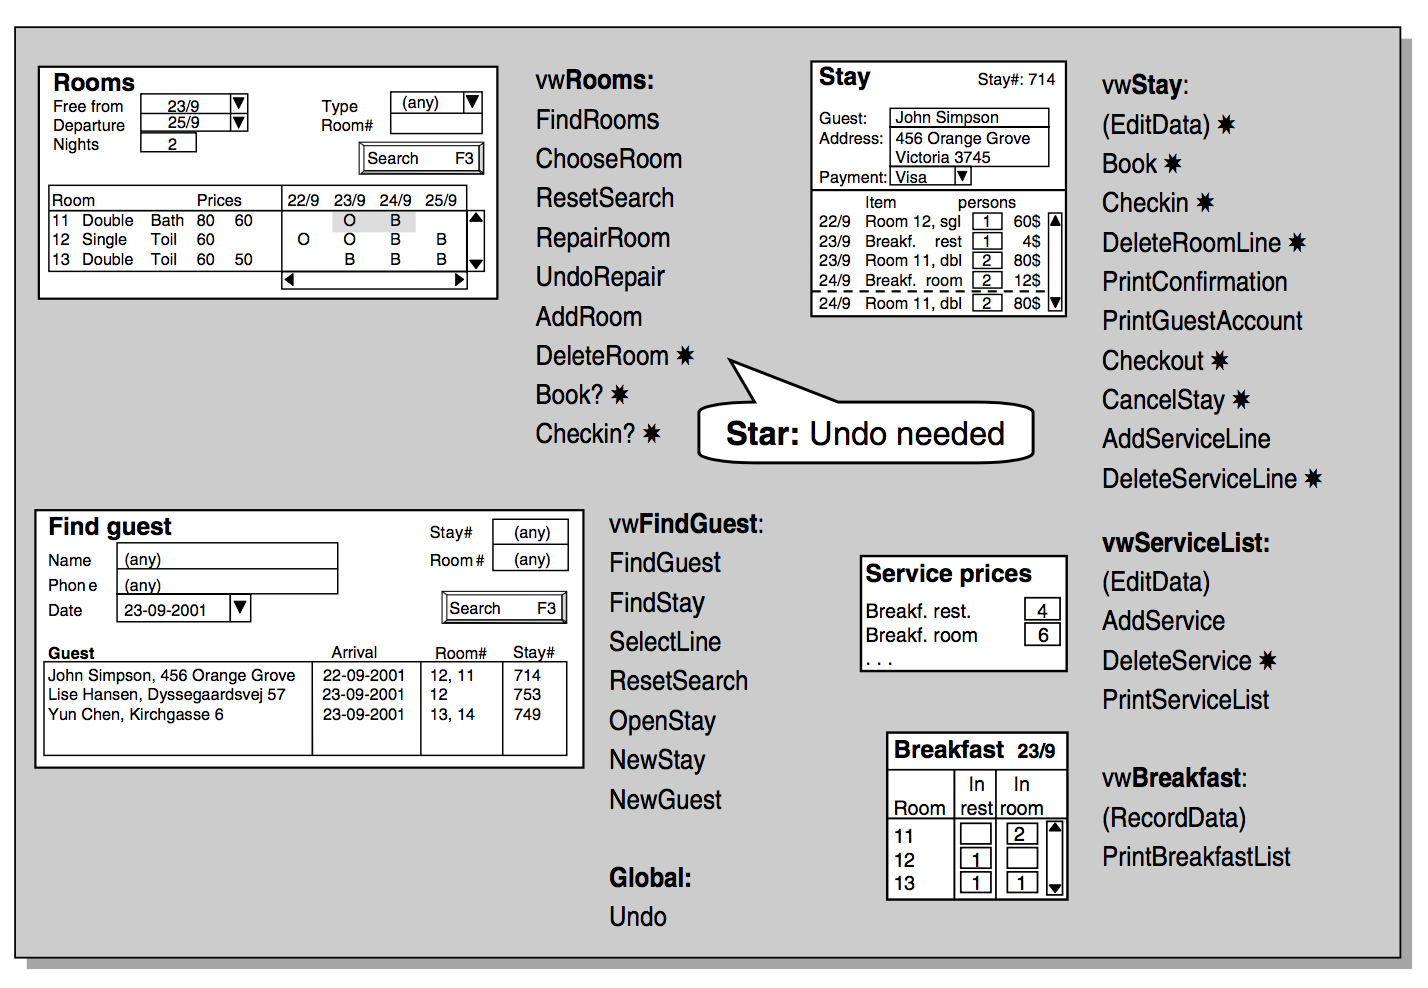 Rooms
Free from 23/9
Departure 25/9
Nights 2
Type (any)
Room#
Search F3
Room Prices 22/9 23/9 24/9 25/9
11 Double Bath 80 60 O B
12 Single Toil 60 O O B B
13 Double Toil 60 50 B B B
vwRooms:
FindRooms
ChooseRoom
ResetSearch
RepairRoom
UndoRepair
AddRoom
DeleteRoom ✷
Book? ✷
Checkin? ✷
Star: Undo needed
Stay Stay#: 714
Guest: John Simpson
Address: 456 Orange Grove
Victoria 3745
Payment: Visa
Item persons
22/9 Room 12, sgl 1 60$
23/9 Breakf. rest 1 4$
23/9 Room 11, dbl 2 80$
24/9 Breakf. room 2 12$
24/9 Room 11, dbl 2 80$
vwStay:
(EditData) ✷
Book ✷
Checkin ✷
DeleteRoomLine ✷
PrintConfirmation
PrintGuestAccount
Checkout ✷
CancelStay ✷
AddServiceLine
DeleteServiceLine ✷
Find guest
Name (any)
Phone (any)
Date 23-09-2001
Stay# (any)
Room # (any)
Search F3
Guest Arrival Room# Stay#
John Simpson, 456 Orange Grove 22-09-2001 12, 11 714
Lise Hansen, Dyssegaardsvej 57 23-09-2001 12 753
Yun Chen, Kirchgasse 6 23-09-2001 13, 14 749
vwFindGuest:
FindGuest
FindStay
SelectLine
ResetSearch
OpenStay
NewStay
NewGuest
Global:
Undo
Service prices
Breakf. rest. 4
Breakf. room 6
. . .
vwServiceList:
(EditData)
AddService
DeleteService ✷
PrintServiceList
Breakfast 23/9
In In
Room rest room
11 2
12 1
13 1 1
vwBreakfast:
(RecordData)
PrintBreakfastList